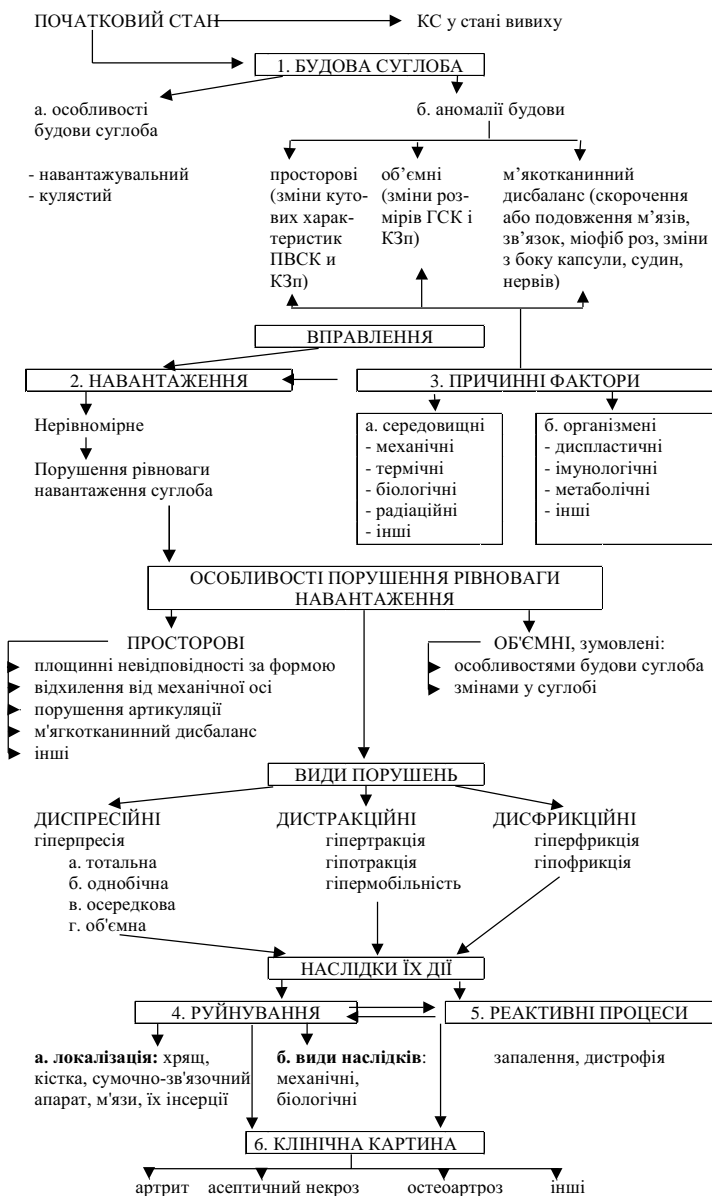 ПОЧАТКОВИЙ СТАН
КС у стані вивиху
1. БУДОВА СУГЛОБА
а. особливості
будови суглоба
- навантажувальний
- кулястий
б. аномалії будови
просторові
(зміни куто-
вих харак-
теристик
ПВСК и
КЗп)
об’ємні
(зміни роз-
мірів ГСК і
КЗп)
м’якотканинний
дисбаланс (скорочення
або подовження м’язів,
зв’язок, міофіб роз, зміни
з боку капсули, судин,
нервів)
ВПРАВЛЕННЯ
2. НАВАНТАЖЕННЯ
3. ПРИЧИННІ ФАКТОРИ
Нерівномірне
Порушення рівноваги
навантаження суглоба
а. середовищні
- механічні
- термічні
- біологічні
- радіаційні
- інші
б. організмені
- диспластичні
- імунологічні
- метаболічні
- інші
ОСОБЛИВОСТІ ПОРУШЕННЯ РІВНОВАГИ
НАВАНТАЖЕННЯ
ПРОСТОРОВІ
площинні невідповідності за формою
відхилення від механічної осі
порушення артикуляції
м'ягкотканинний дисбаланс
інші
ОБ'ЄМНІ, зумовлені:
особливостями будови суглоба
змінами у суглобі
ВИДИ ПОРУШЕНЬ
ДИСПРЕСІЙНІ
гіперпресія
а. тотальна
б. однобічна
в. осередкова
г. об'ємна
ДИСТРАКЦІЙНІ
гіпертракція
гіпотракція
гіпермобільність
ДИСФРИКЦІЙНІ
гіперфрикція
гіпофрикція
НАСЛІДКИ ЇХ ДІЇ
4. РУЙНУВАННЯ
5. РЕАКТИВНІ ПРОЦЕСИ
а. локалізація: хрящ,
кістка, сумочно-зв'язочний
апарат, м'язи, їх інсерції
б. види наслідків:
механічні,
біологічні
запалення, дистрофія
6. КЛІНІЧНА КАРТИНА
артрит асептичний некроз остеоартроз інші